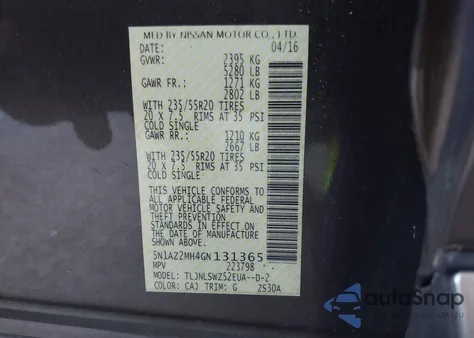 MFD BY NISSAN MOTOR CO., LTD.
DATE: 04/16
GVWR: 2395 KG
5280 LB
GAWR FR.: 1271 KG
2802 LB
WITH 235/55R20 TIRES
20 x 7.5, RIMS AT 35 PSI
COLD SINGLE
GAWR RR.: 1210 KG
2667 LB
WITH 235/55R20 TIRES
20 x 7.5, RIMS AT 35 PSI
COLD SINGLE
THIS VEHICLE CONFORMS TO
ALL APPLICABLE FEDERAL
MOTOR VEHICLE SAFETY AND
THEFT PREVENTION
STANDARDS IN EFFECT ON
THE DATE OF MANUFACTURE
SHOWN ABOVE.
5N1AZ2MH4GN131365
MPV 223798
MODEL: TLJNLSWZ52EUA--D-2
COLOR: CAJ TRIM: G 2S30A
autoSnap